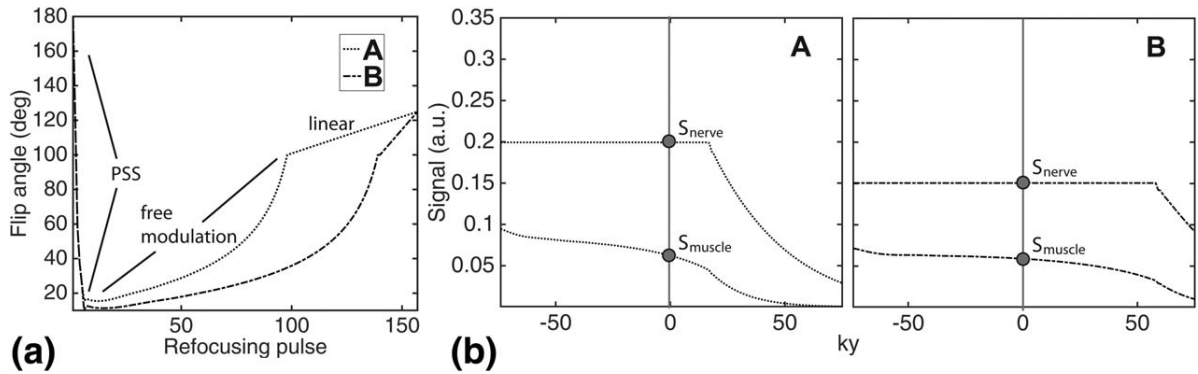 180
160
140
120
100
80
60
40
20
Flip angle (deg)
A
B
linear
PSS
free
modulation
50
100
150
Refocusing pulse
(a)
0.35
0.3
0.25
0.2
0.15
0.1
0.05
Signal (a.u.)
A
Snerve
Smuscle
-50
0
50
B
Snerve
Smuscle
-50
0
50
ky
(b)